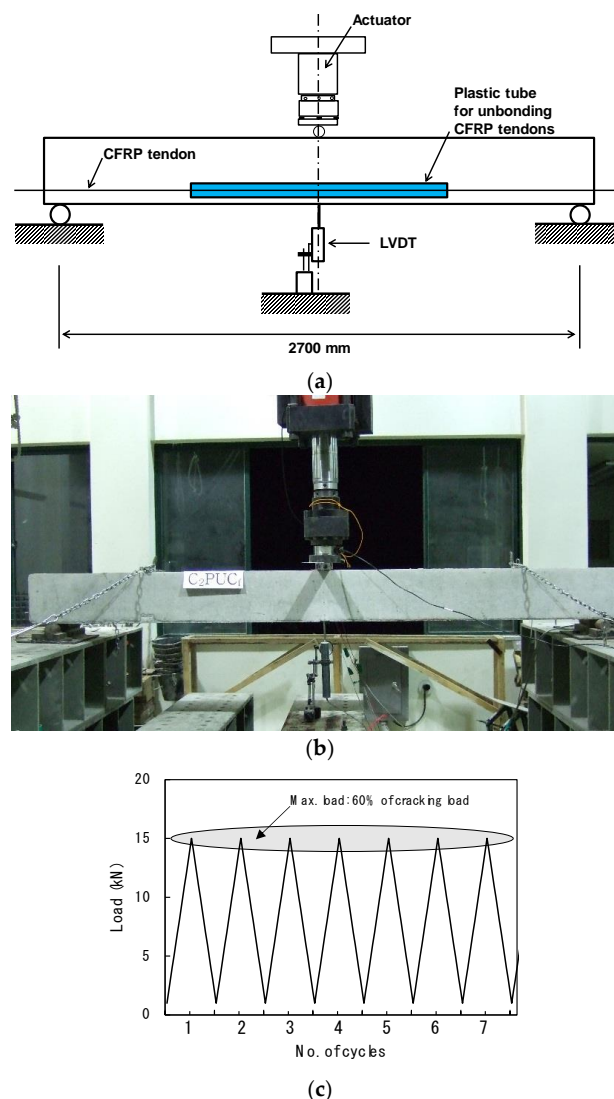 Actuator
Plastic tube
for unbonding
CFRP tendons
CFRP tendon
LVDT
2700 mm
(a)
C₂PUCf
(b)
20
15
10
5
0
Load (kN)
Max. load: 60% of cracking load
1 2 3 4 5 6 7
No. of cycles
(c)